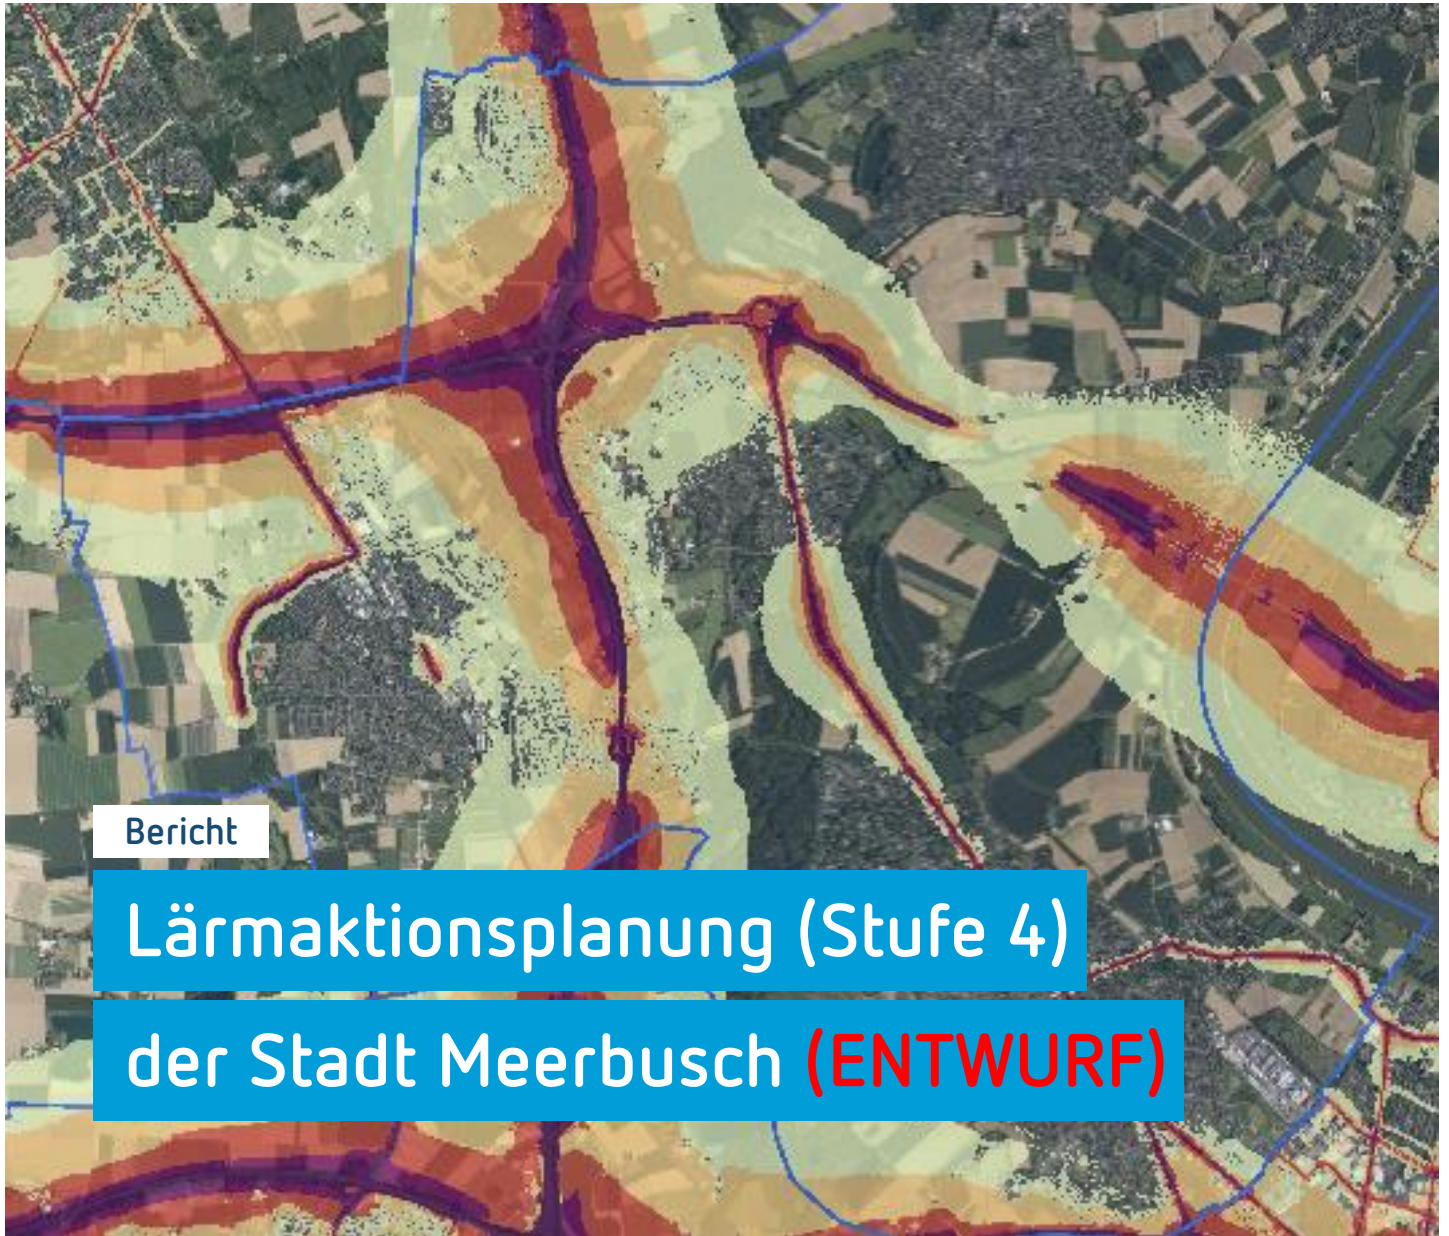 Bericht
Lärmaktionsplanung (Stufe 4)
der Stadt Meerbusch (ENTWURF)